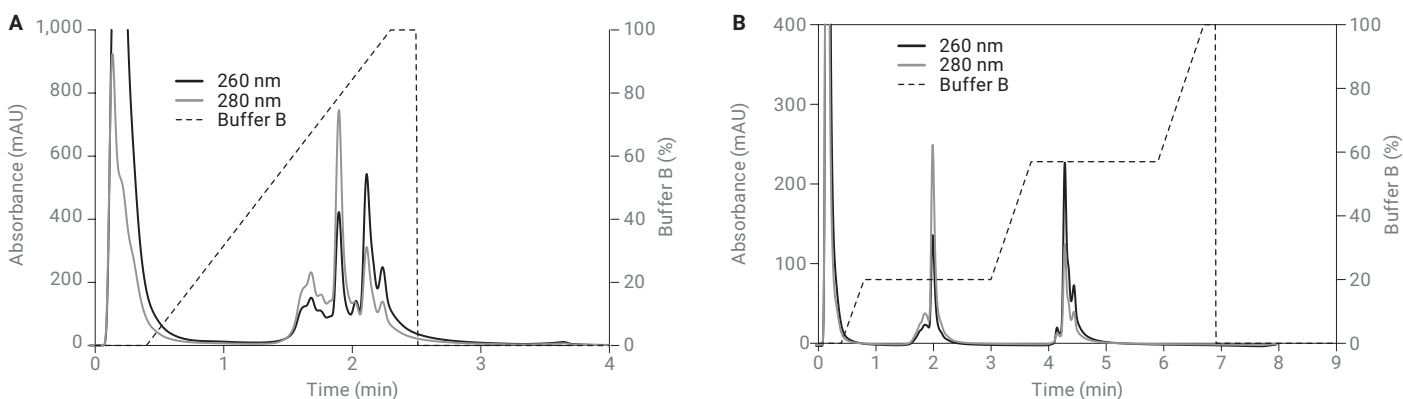 A
1,000
800
600
400
200
0
Absorbance (mAU)
260 nm
280 nm
Buffer B
100
80
60
40
20
0
Buffer B (%)
0 1 2 3 4
Time (min)
B
400
300
200
100
0
Absorbance (mAU)
260 nm
280 nm
Buffer B
100
80
60
40
20
0
Buffer B (%)
0 1 2 3 4 5 6 7 8 9
Time (min)